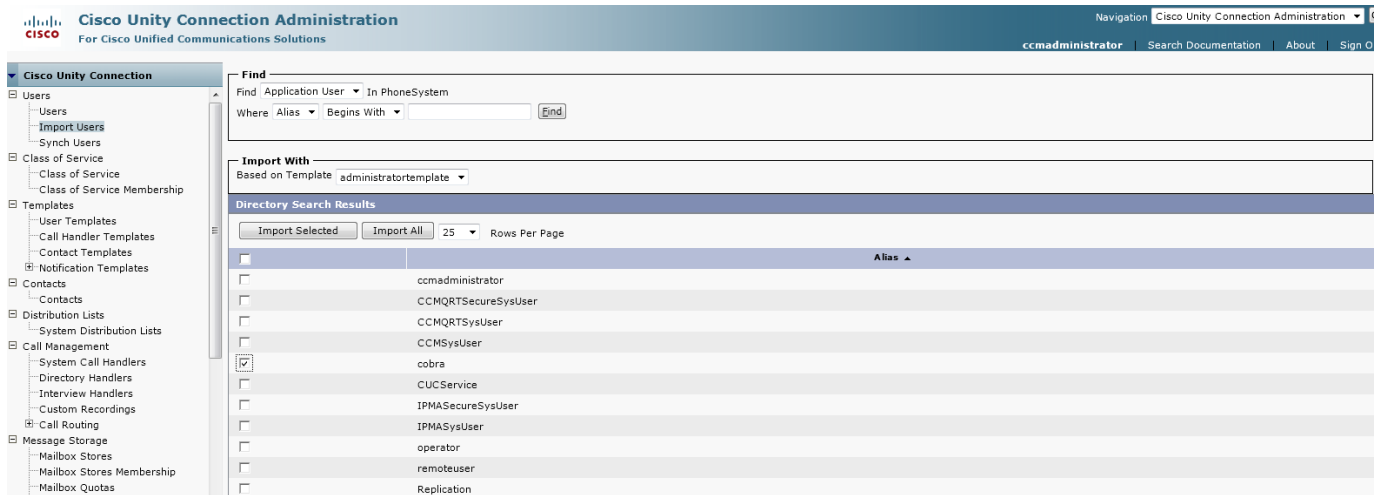 CISCO
Cisco Unity Connection Administration
For Cisco Unified Communications Solutions
Navigation Cisco Unity Connection Administration
ccmadministrator Search Documentation About Sign O
Cisco Unity Connection
Users
Users
Import Users
Synch Users
Class of Service
Class of Service
Class of Service Membership
Templates
User Templates
Call Handler Templates
Contact Templates
Notification Templates
Contacts
Contacts
Distribution Lists
System Distribution Lists
Call Management
System Call Handlers
Directory Handlers
Interview Handlers
Custom Recordings
Call Routing
Message Storage
Mailbox Stores
Mailbox Stores Membership
Mailbox Quotas
Find
Find Application User In PhoneSystem
Where Alias Begins With Find
Import With
Based on Template administratortemplate
Directory Search Results
Import Selected Import All 25 Rows Per Page
Alias
ccmadministrator
CCMQRTSecureSysUser
CCMQRTSysUser
CCMSysUser
cobra
CUCService
IPMASecureSysUser
IPMASysUser
operator
remoteuser
Replication